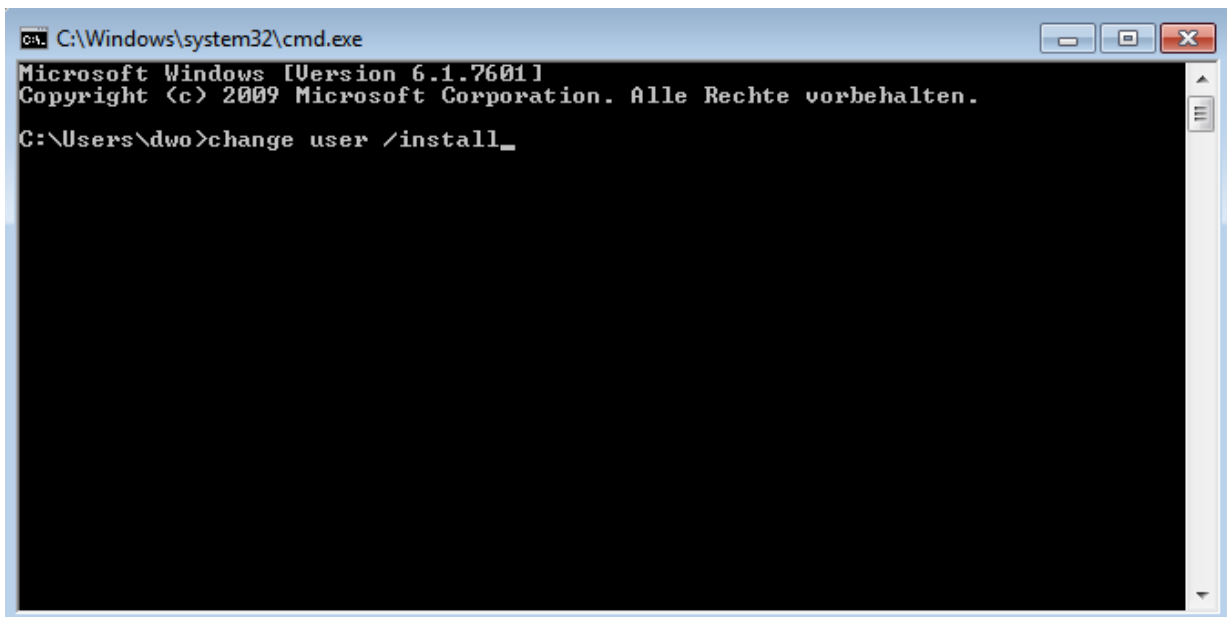 C:\Windows\system32\cmd.exe
Microsoft Windows [Version 6.1.7601]
Copyright (c) 2009 Microsoft Corporation. Alle Rechte vorbehalten.
C:\Users\dwo>change user /install_